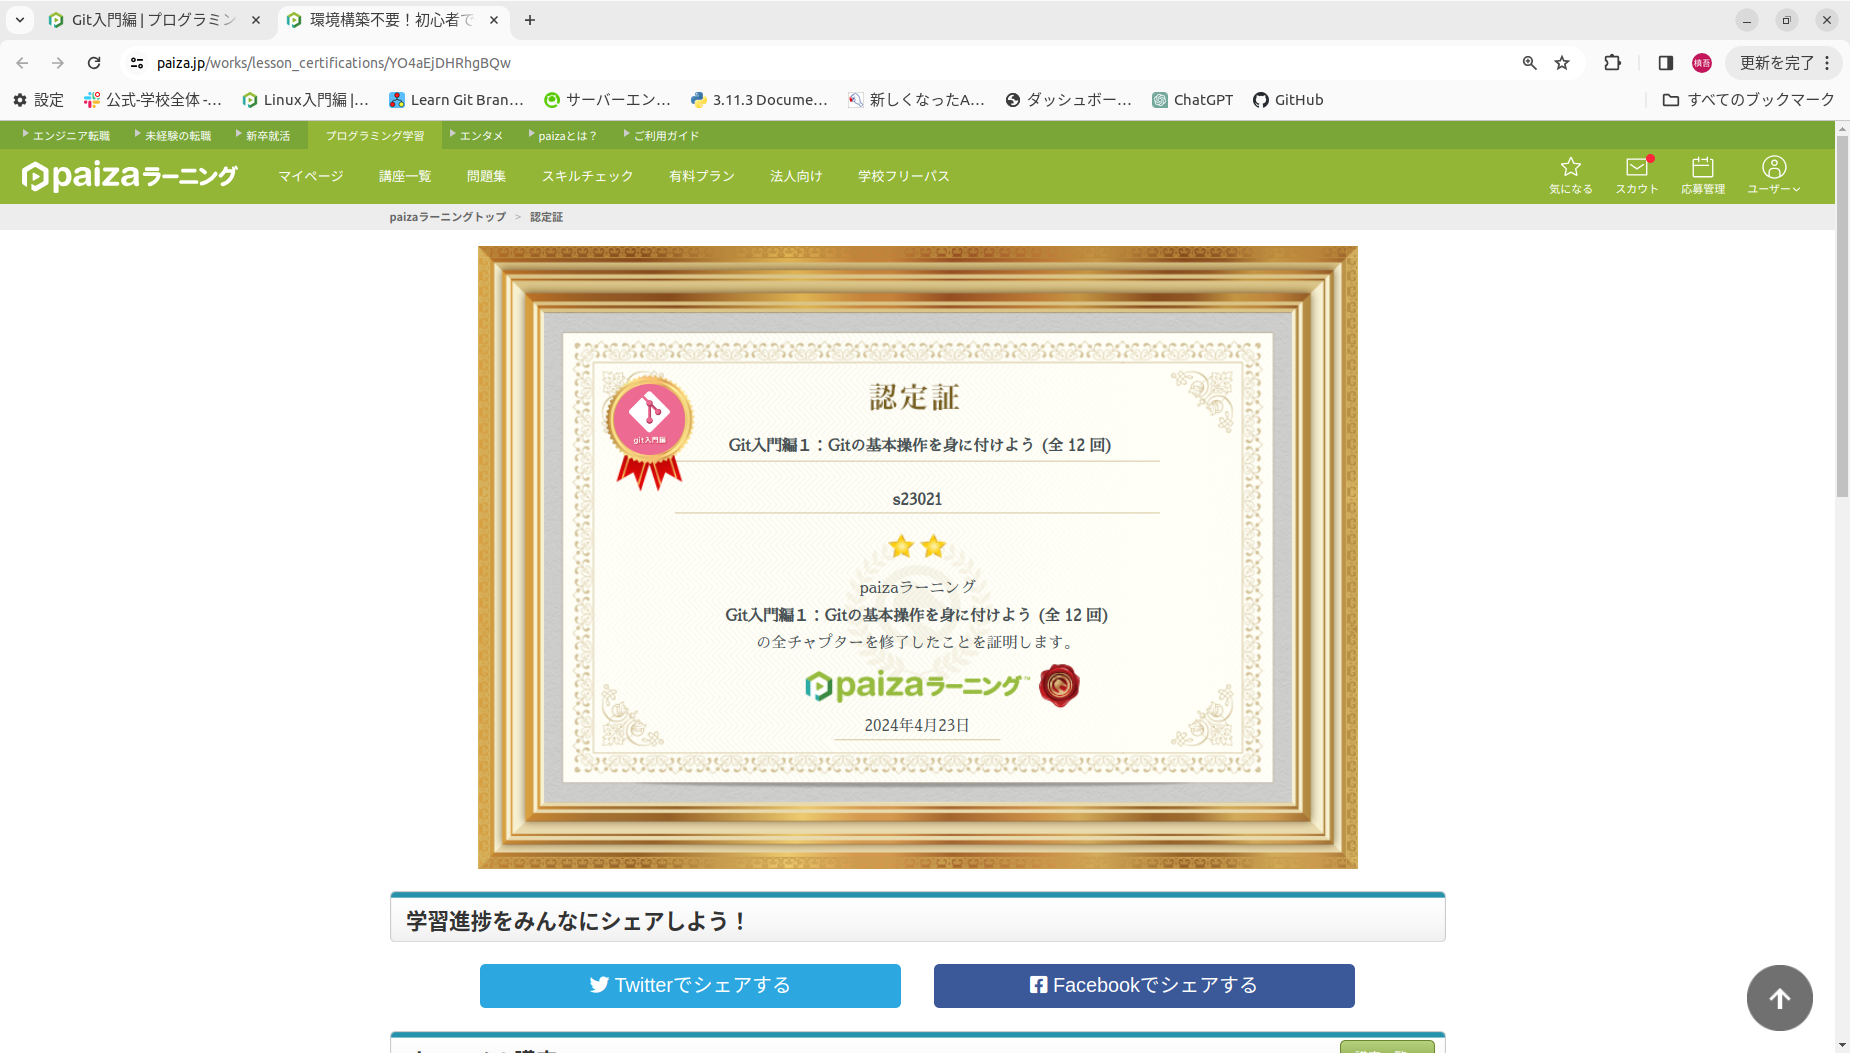 Git入門編 | プログラミン
環境構築不要！初心者で
paiza.jp/works/lesson_certifications/YO4aEjDHRhgBQw
慎吾
更新を完了
設定
公式-学校全体 -...
Linux入門編 |...
Learn Git Bran...
サーバーエン...
3.11.3 Docume...
新しくなったA...
ダッシュボー...
ChatGPT
GitHub
すべてのブックマーク
エンジニア転職
未経験の転職
新卒就活
プログラミング学習
エンタメ
paizaとは？
ご利用ガイド
paizaラーニング
マイページ
講座一覧
問題集
スキルチェック
有料プラン
法人向け
学校フリーパス
気になる
スカウト
応募管理
ユーザー
paizaラーニングトップ > 認定証
認定証
git入門編
Git入門編１：Gitの基本操作を身に付けよう (全 12 回)
s23021
paizaラーニング
Git入門編１：Gitの基本操作を身に付けよう (全 12 回)
の全チャプターを修了したことを証明します。
paizaラーニング™
2024年4月23日
学習進捗をみんなにシェアしよう！
Twitterでシェアする
Facebookでシェアする